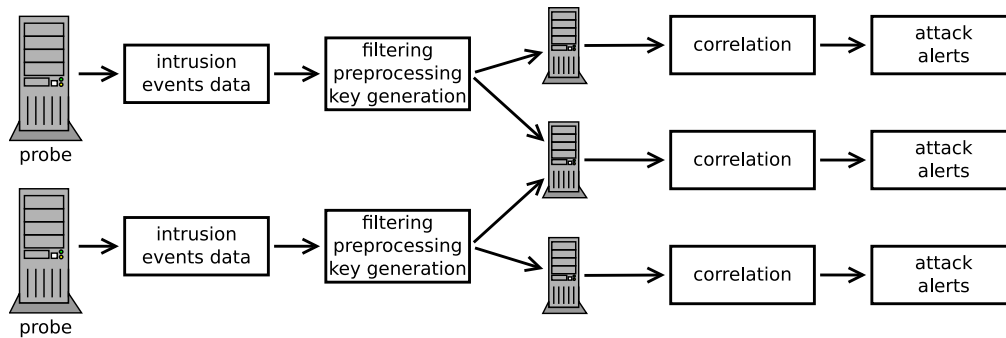 probe
intrusion
events data
filtering
preprocessing
key generation
correlation
attack
alerts
correlation
attack
alerts
probe
intrusion
events data
filtering
preprocessing
key generation
correlation
attack
alerts